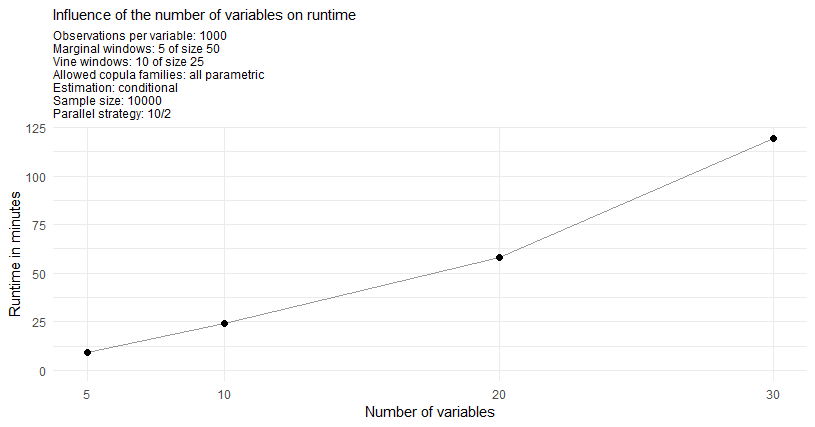 Influence of the number of variables on runtime
Observations per variable: 1000
Marginal windows: 5 of size 50
Vine windows: 10 of size 25
Allowed copula families: all parametric
Estimation: conditional
Sample size: 10000
Parallel strategy: 10/2
125
100
75
50
25
0
Runtime in minutes
5 10 20 30
Number of variables